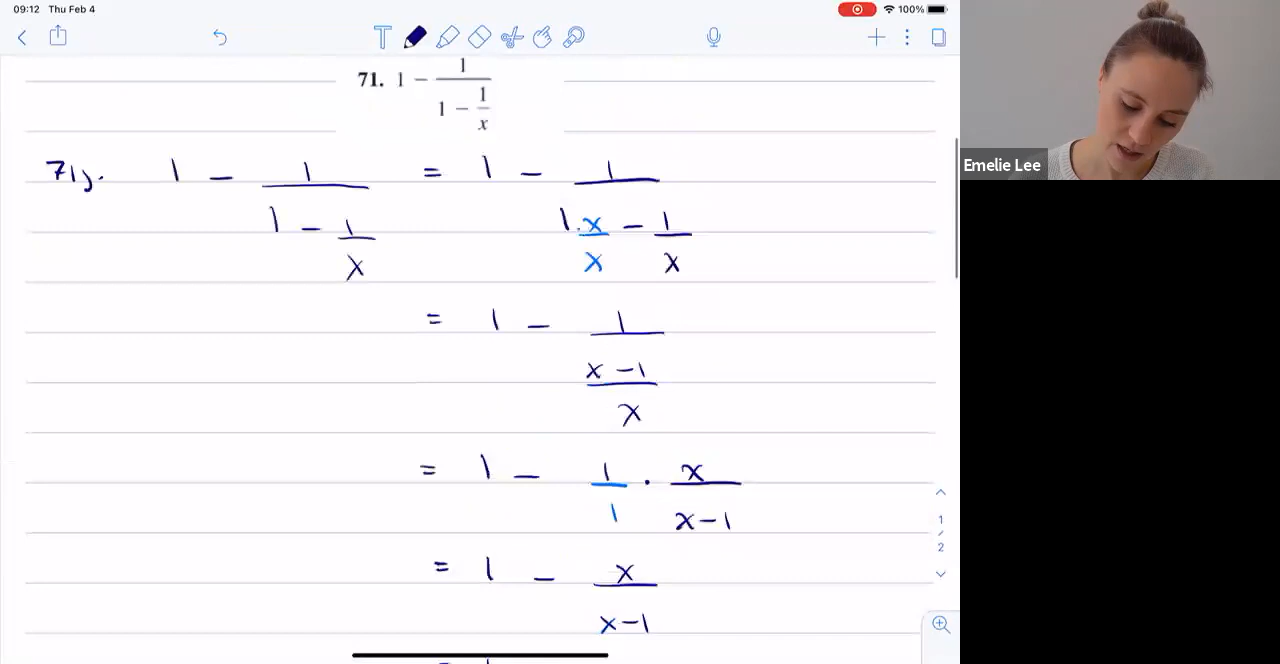 09:12 Thu Feb 4 100%
T
71. 1 - 1/(1 - 1/x)
Emelie Lee
71). 1 - 1/(1 - 1/x) = 1 - 1/(1·x/x - 1/x)
= 1 - 1/((x-1)/x)
= 1 - 1/1 · x/(x-1)
1
/
2
= 1 - x/(x-1)